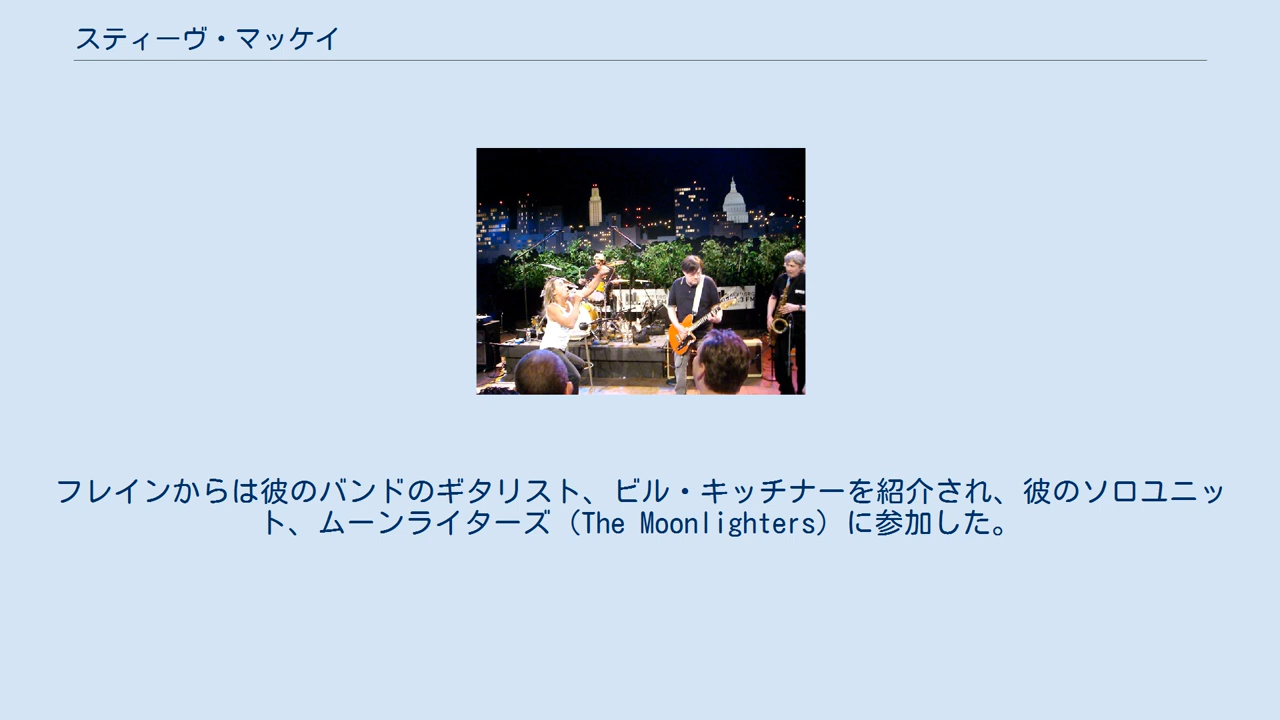 スティーヴ・マッケイ
フレインからは彼のバンドのギタリスト、ビル・キッチナーを紹介され、彼のソロユニッ
ト、ムーンライターズ（The Moonlighters）に参加した。